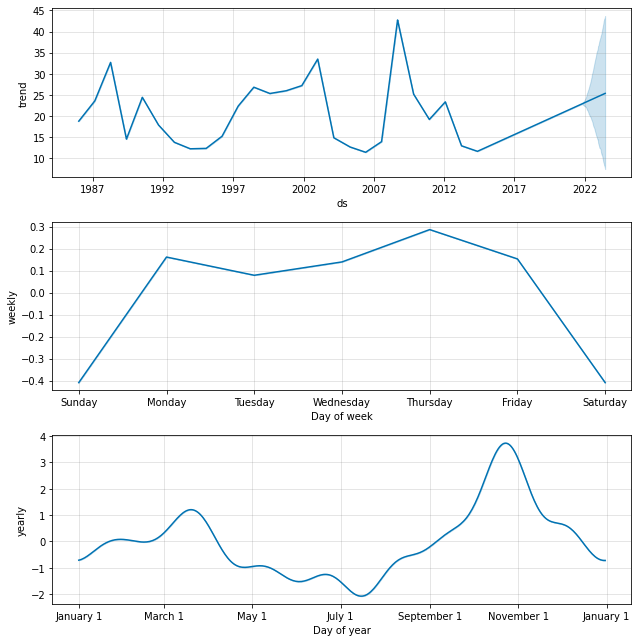 45
40
35
30
25
20
15
10
trend
1987 1992 1997 2002 2007 2012 2017 2022
ds
0.3
0.2
0.1
0.0
−0.1
−0.2
−0.3
−0.4
weekly
Sunday Monday Tuesday Wednesday Thursday Friday Saturday
Day of week
4
3
2
1
0
−1
−2
yearly
January 1 March 1 May 1 July 1 September 1 November 1 January 1
Day of year